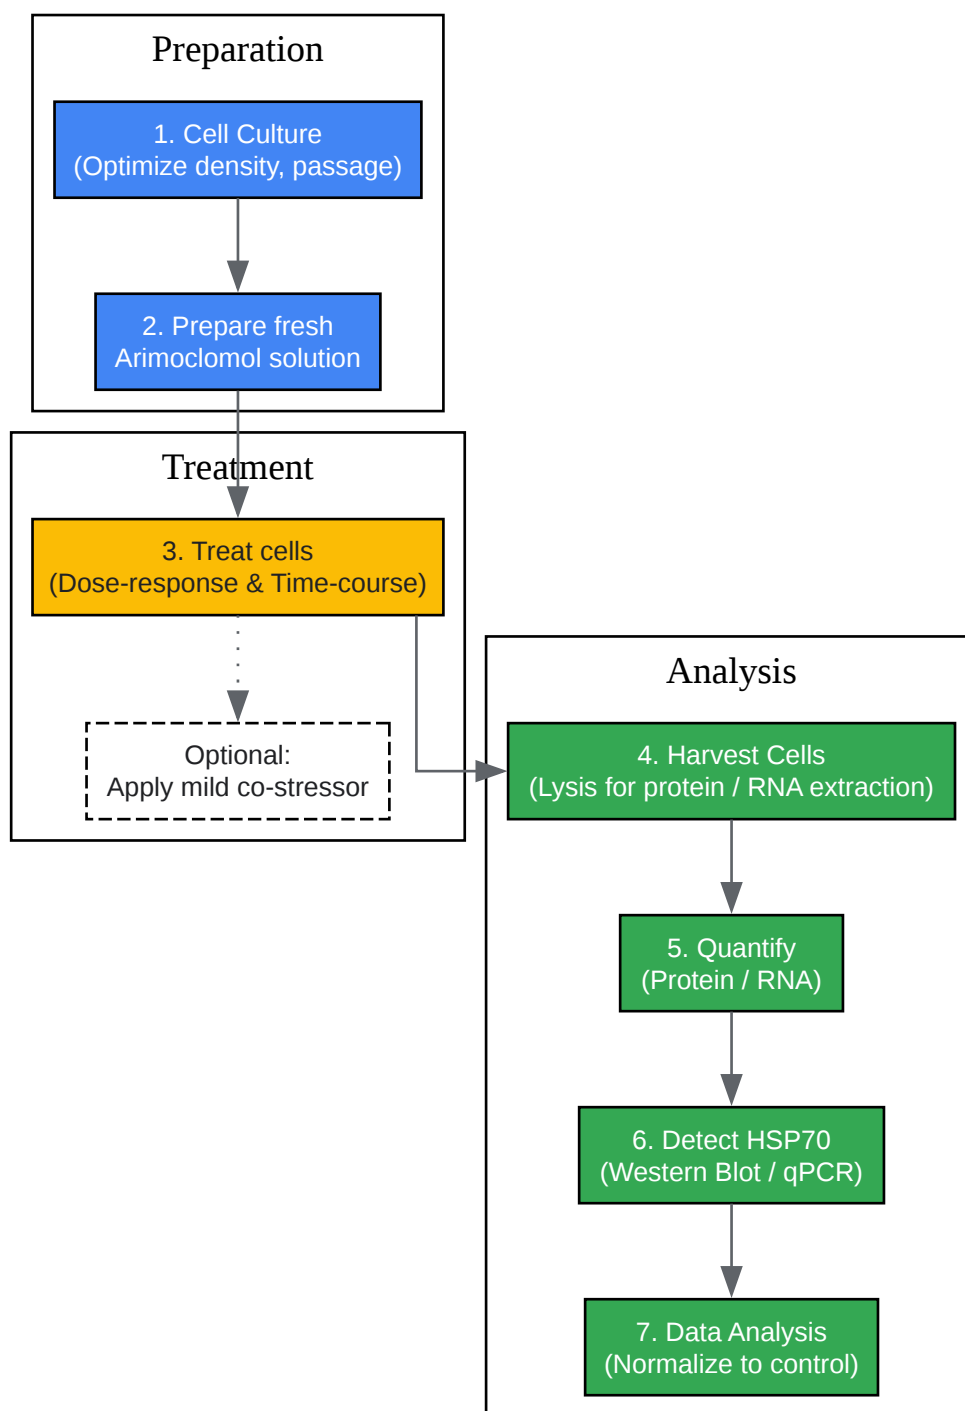 Preparation
1. Cell Culture
(Optimize density, passage)
2. Prepare fresh
Arimoclomol solution
Treatment
3. Treat cells
(Dose-response & Time-course)
Optional:
Apply mild co-stressor
Analysis
4. Harvest Cells
(Lysis for protein / RNA extraction)
5. Quantify
(Protein / RNA)
6. Detect HSP70
(Western Blot / qPCR)
7. Data Analysis
(Normalize to control)